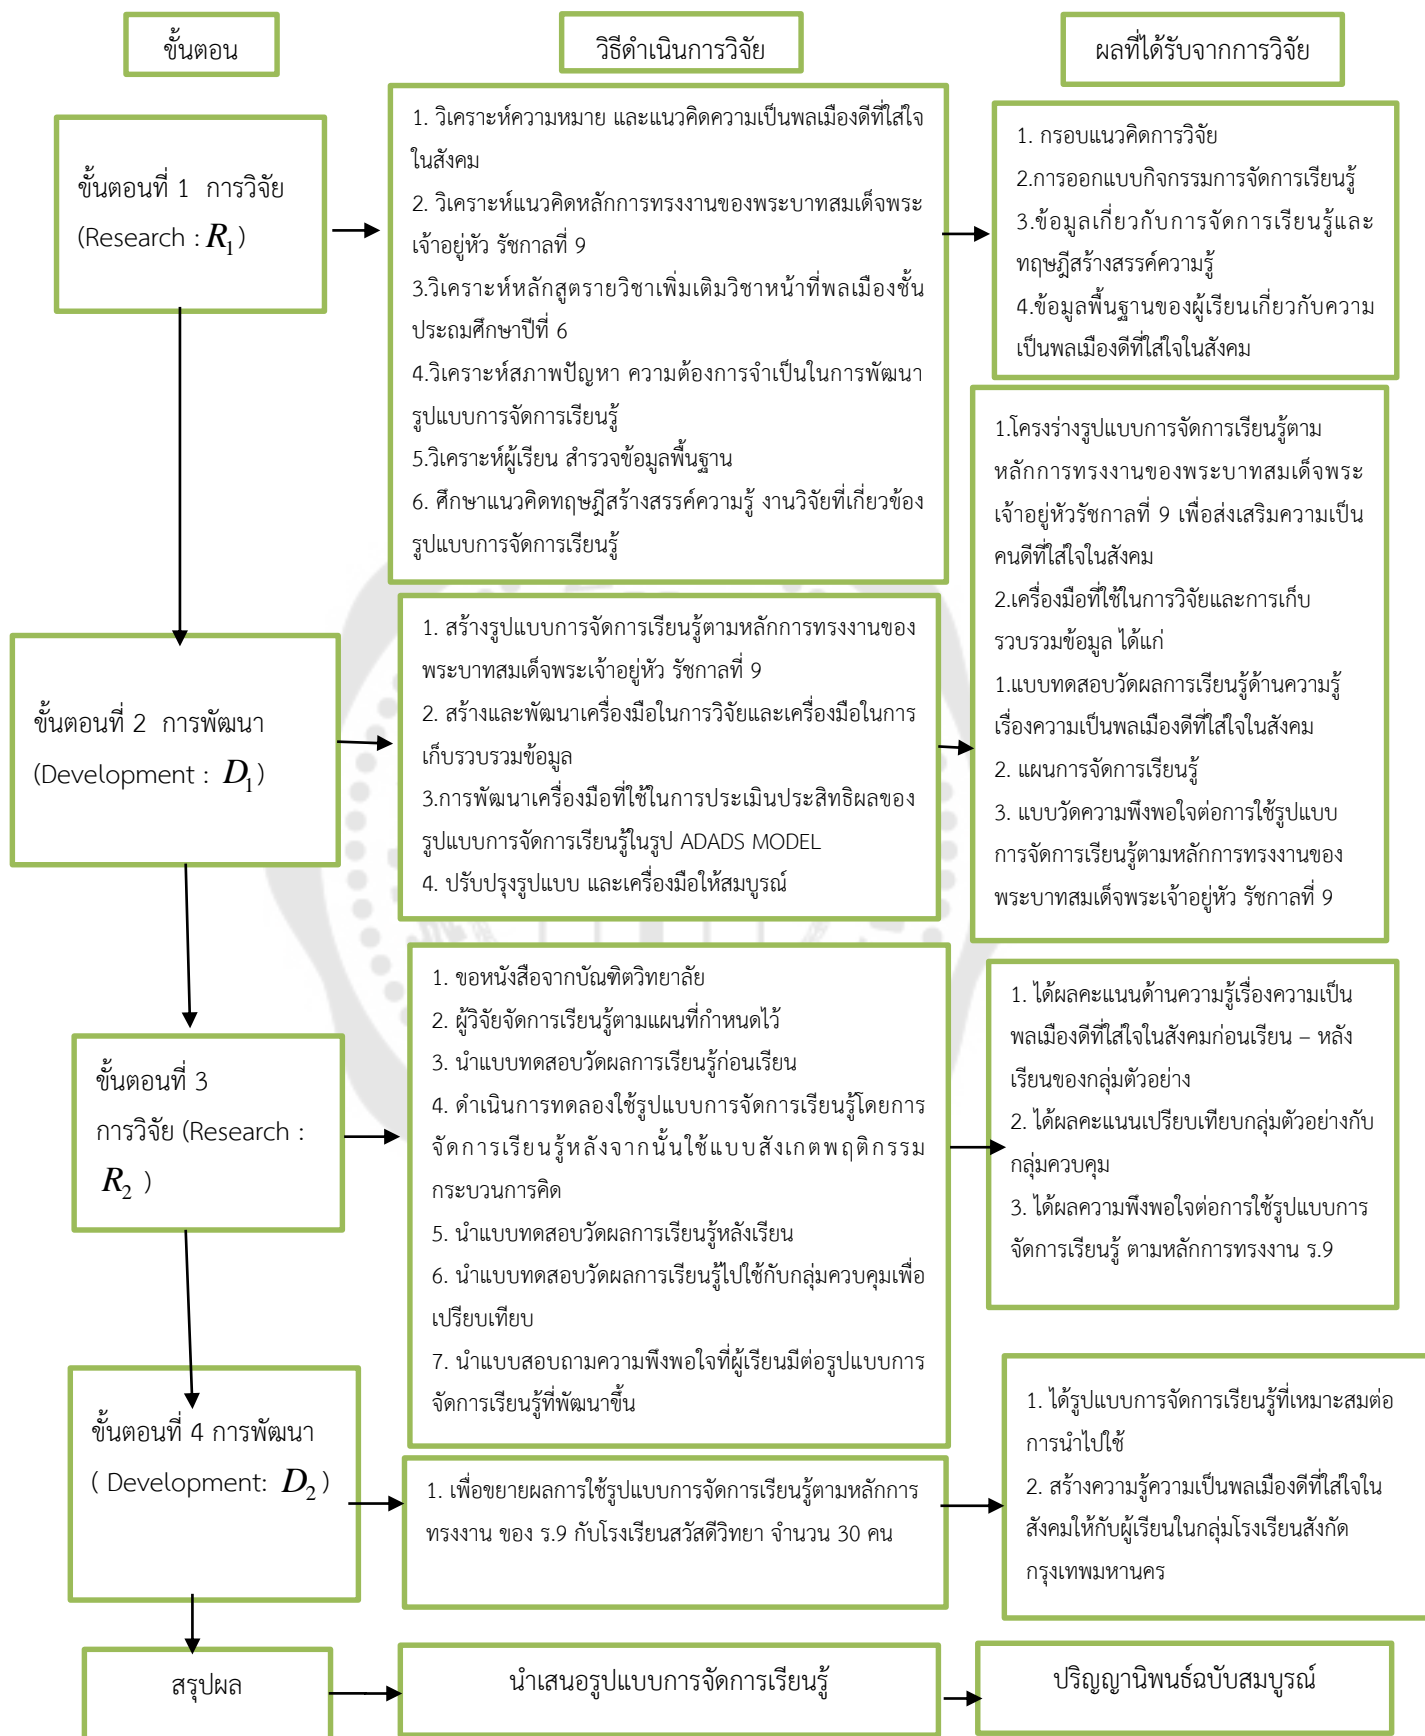 ขั้นตอน
วิธีดำเนินการวิจัย
ผลที่ได้รับจากการวิจัย
ขั้นตอนที่ 1 การวิจัย
(Research : R₁)
1. วิเคราะห์ความหมาย และแนวคิดความเป็นพลเมืองดีที่ใส่ใจ
ในสังคม
2. วิเคราะห์แนวคิดหลักการทรงงานของพระบาทสมเด็จพระ
เจ้าอยู่หัว รัชกาลที่ 9
3.วิเคราะห์หลักสูตรรายวิชาเพิ่มเติมวิชาหน้าที่พลเมืองชั้น
ประถมศึกษาปีที่ 6
4.วิเคราะห์สภาพปัญหา ความต้องการจำเป็นในการพัฒนา
รูปแบบการจัดการเรียนรู้
5.วิเคราะห์ผู้เรียน สำรวจข้อมูลพื้นฐาน
6. ศึกษาแนวคิดทฤษฎีสร้างสรรค์ความรู้ งานวิจัยที่เกี่ยวข้อง
รูปแบบการจัดการเรียนรู้
1. กรอบแนวคิดการวิจัย
2.การออกแบบกิจกรรมการจัดการเรียนรู้
3.ข้อมูลเกี่ยวกับการจัดการเรียนรู้และ
ทฤษฎีสร้างสรรค์ความรู้
4.ข้อมูลพื้นฐานของผู้เรียนเกี่ยวกับความ
เป็นพลเมืองดีที่ใส่ใจในสังคม
ขั้นตอนที่ 2 การพัฒนา
(Development : D₁)
1. สร้างรูปแบบการจัดการเรียนรู้ตามหลักการทรงงานของ
พระบาทสมเด็จพระเจ้าอยู่หัว รัชกาลที่ 9
2. สร้างและพัฒนาเครื่องมือในการวิจัยและเครื่องมือในการ
เก็บรวบรวมข้อมูล
3.การพัฒนาเครื่องมือที่ใช้ในการประเมินประสิทธิผลของ
รูปแบบการจัดการเรียนรู้ในรูป ADADS MODEL
4. ปรับปรุงรูปแบบ และเครื่องมือให้สมบูรณ์
1.โครงร่างรูปแบบการจัดการเรียนรู้ตาม
หลักการทรงงานของพระบาทสมเด็จพระ
เจ้าอยู่หัวรัชกาลที่ 9 เพื่อส่งเสริมความเป็น
คนดีที่ใส่ใจในสังคม
2.เครื่องมือที่ใช้ในการวิจัยและการเก็บ
รวบรวมข้อมูล ได้แก่
1.แบบทดสอบวัดผลการเรียนรู้ด้านความรู้
เรื่องความเป็นพลเมืองดีที่ใส่ใจในสังคม
2. แผนการจัดการเรียนรู้
3. แบบวัดความพึงพอใจต่อการใช้รูปแบบ
การจัดการเรียนรู้ตามหลักการทรงงานของ
พระบาทสมเด็จพระเจ้าอยู่หัว รัชกาลที่ 9
ขั้นตอนที่ 3
การวิจัย (Research :
R₂ )
1. ขอหนังสือจากบัณฑิตวิทยาลัย
2. ผู้วิจัยจัดการเรียนรู้ตามแผนที่กำหนดไว้
3. นำแบบทดสอบวัดผลการเรียนรู้ก่อนเรียน
4. ดำเนินการทดลองใช้รูปแบบการจัดการเรียนรู้โดยการ
จัดการเรียนรู้หลังจากนั้นใช้แบบสังเกตพฤติกรรม
กระบวนการคิด
5. นำแบบทดสอบวัดผลการเรียนรู้หลังเรียน
6. นำแบบทดสอบวัดผลการเรียนรู้ไปใช้กับกลุ่มควบคุมเพื่อ
เปรียบเทียบ
7. นำแบบสอบถามความพึงพอใจที่ผู้เรียนมีต่อรูปแบบการ
จัดการเรียนรู้ที่พัฒนาขึ้น
1. ได้ผลคะแนนด้านความรู้เรื่องความเป็น
พลเมืองดีที่ใส่ใจในสังคมก่อนเรียน – หลัง
เรียนของกลุ่มตัวอย่าง
2. ได้ผลคะแนนเปรียบเทียบกลุ่มตัวอย่างกับ
กลุ่มควบคุม
3. ได้ผลความพึงพอใจต่อการใช้รูปแบบการ
จัดการเรียนรู้ ตามหลักการทรงงาน ร.9
ขั้นตอนที่ 4 การพัฒนา
( Development: D₂ )
1. เพื่อขยายผลการใช้รูปแบบการจัดการเรียนรู้ตามหลักการ
ทรงงาน ของ ร.9 กับโรงเรียนสวัสดีวิทยา จำนวน 30 คน
1. ได้รูปแบบการจัดการเรียนรู้ที่เหมาะสมต่อ
การนำไปใช้
2. สร้างความรู้ความเป็นพลเมืองดีที่ใส่ใจใน
สังคมให้กับผู้เรียนในกลุ่มโรงเรียนสังกัด
กรุงเทพมหานคร
สรุปผล
นำเสนอรูปแบบการจัดการเรียนรู้
ปริญญานิพนธ์ฉบับสมบูรณ์